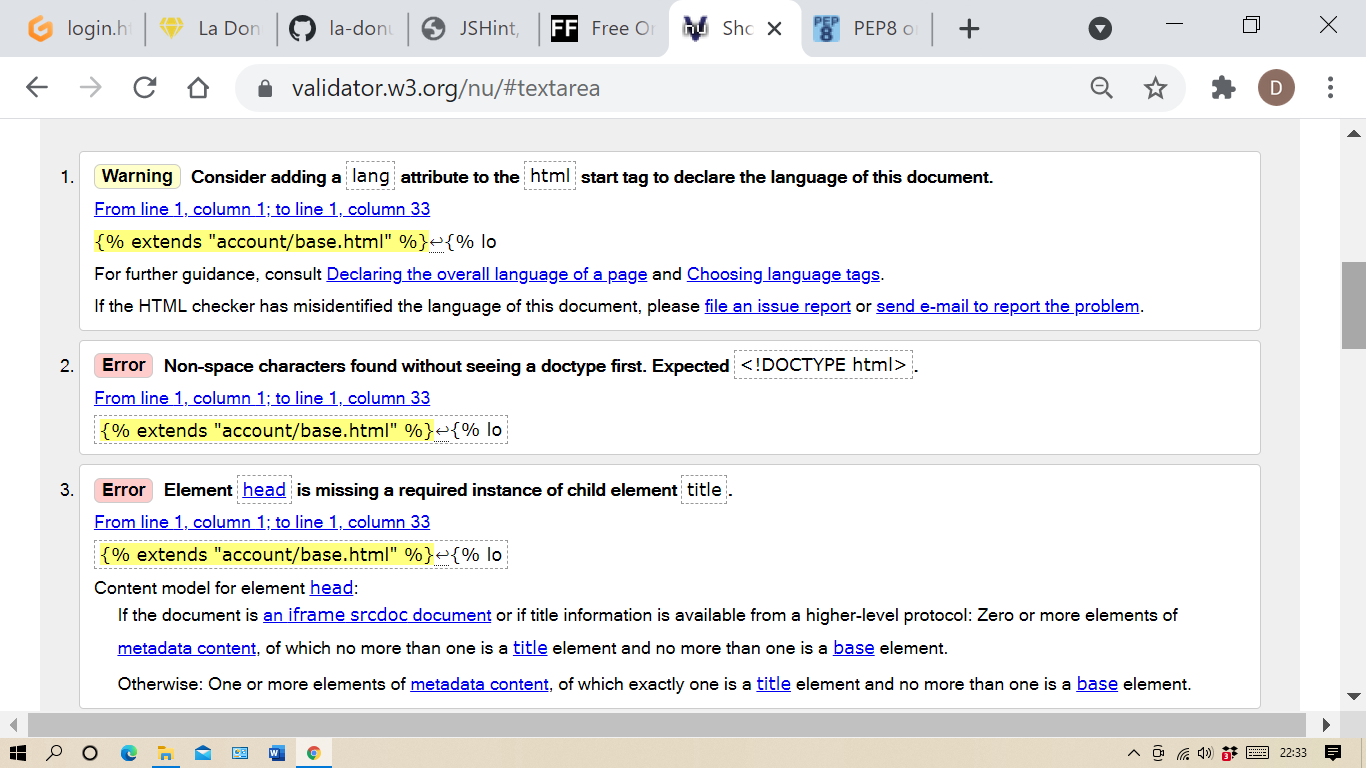 login.h
La Don
la-don
JSHint,
FF
Free Or
nu
Sho
PEP
8
PEP8 o
validator.w3.org/nu/#textarea
D
1. Warning Consider adding a lang attribute to the html start tag to declare the language of this document.
From line 1, column 1; to line 1, column 33
{% extends "account/base.html" %}↩{% lo
For further guidance, consult Declaring the overall language of a page and Choosing language tags.
If the HTML checker has misidentified the language of this document, please file an issue report or send e-mail to report the problem.
2. Error Non-space characters found without seeing a doctype first. Expected <!DOCTYPE html>.
From line 1, column 1; to line 1, column 33
{% extends "account/base.html" %}↩{% lo
3. Error Element head is missing a required instance of child element title.
From line 1, column 1; to line 1, column 33
{% extends "account/base.html" %}↩{% lo
Content model for element head:
If the document is an iframe srcdoc document or if title information is available from a higher-level protocol: Zero or more elements of
metadata content, of which no more than one is a title element and no more than one is a base element.
Otherwise: One or more elements of metadata content, of which exactly one is a title element and no more than one is a base element.
3
22:33